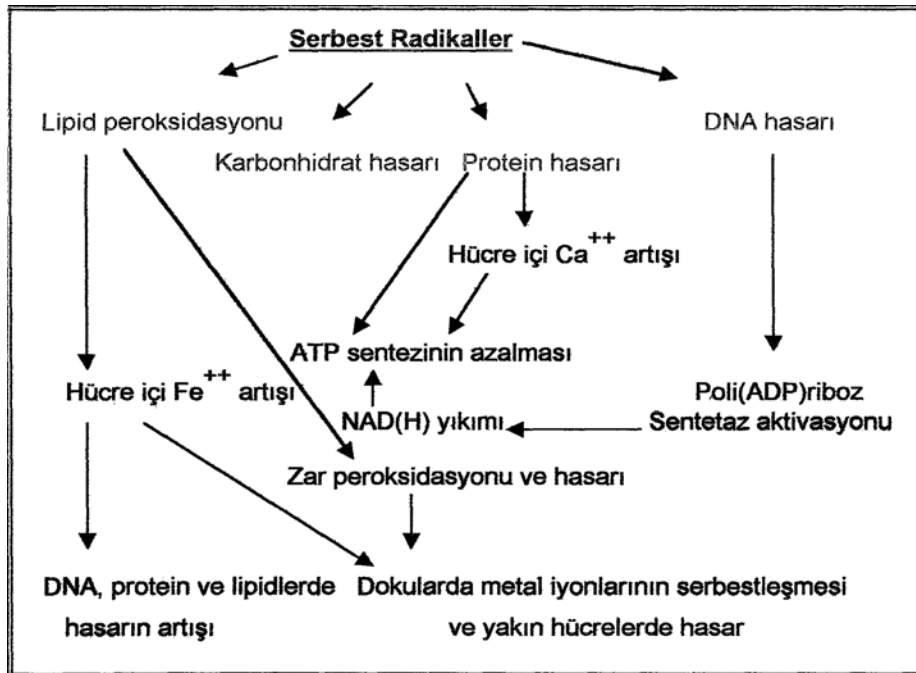 Serbest Radikaller
Lipid peroksidasyonu
DNA hasarı
Karbonhidrat hasarı
Protein hasarı
Hücre içi Ca++ artışı
ATP sentezinin azalması
Hücre içi Fe++ artışı
Poli(ADP)riboz
Sentetaz aktivasyonu
NAD(H) yıkımı
Zar peroksidasyonu ve hasarı
DNA, protein ve lipidlerde
hasarın artışı
Dokularda metal iyonlarının serbestleşmesi
ve yakın hücrelerde hasar